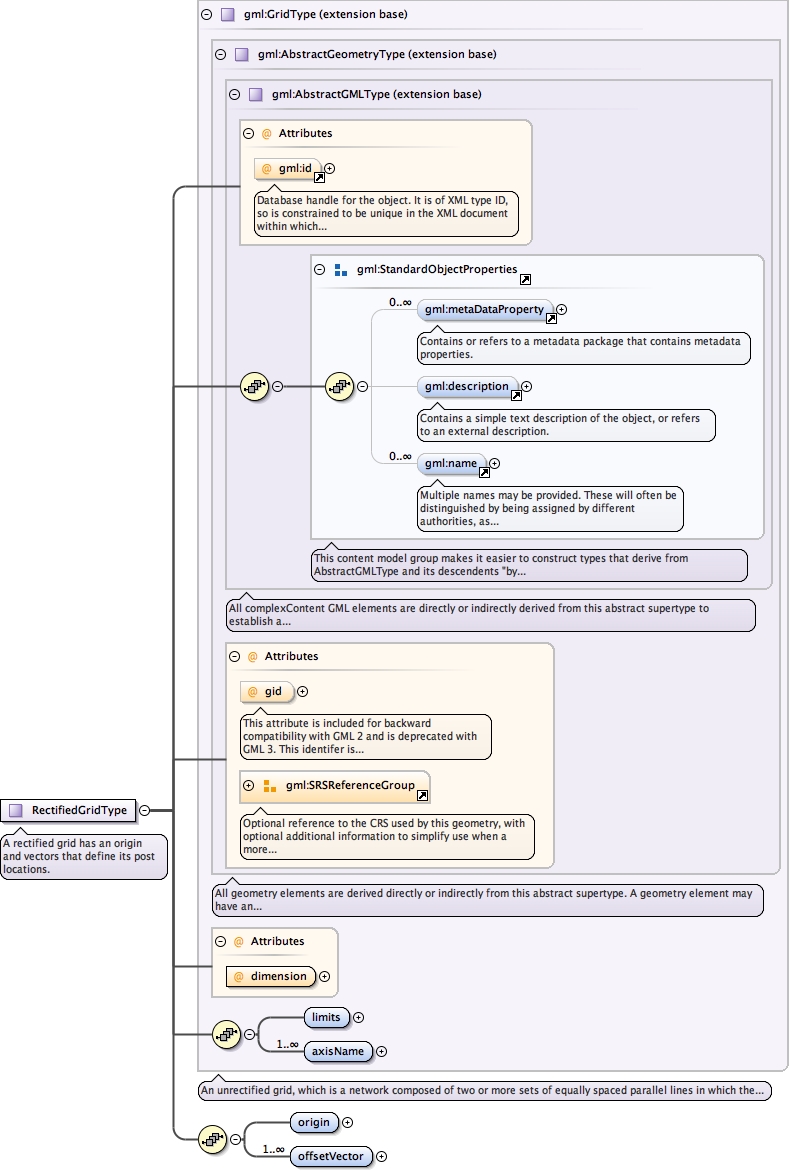 gml:GridType (extension base)
gml:AbstractGeometryType (extension base)
gml:AbstractGMLType (extension base)
@ Attributes
@ gml:id
Database handle for the object. It is of XML type ID,
so is constrained to be unique in the XML document
within which...
gml:StandardObjectProperties
0..∞
gml:metaDataProperty
Contains or refers to a metadata package that contains metadata
properties.
gml:description
Contains a simple text description of the object, or refers
to an external description.
0..∞
gml:name
Multiple names may be provided. These will often be
distinguished by being assigned by different
authorities, as...
This content model group makes it easier to construct types that derive from
AbstractGMLType and its descendents "by...
All complexContent GML elements are directly or indirectly derived from this abstract supertype to
establish a...
@ Attributes
@ gid
This attribute is included for backward
compatibility with GML 2 and is deprecated with
GML 3. This identifer is...
gml:SRSReferenceGroup
Optional reference to the CRS used by this geometry, with
optional additional information to simplify use when a
more...
RectifiedGridType
A rectified grid has an origin
and vectors that define its post
locations.
All geometry elements are derived directly or indirectly from this abstract supertype. A geometry element may
have an...
@ Attributes
@ dimension
limits
1..∞
axisName
An unrectified grid, which is a network composed of two or more sets of equally spaced parallel lines in which the...
origin
1..∞
offsetVector